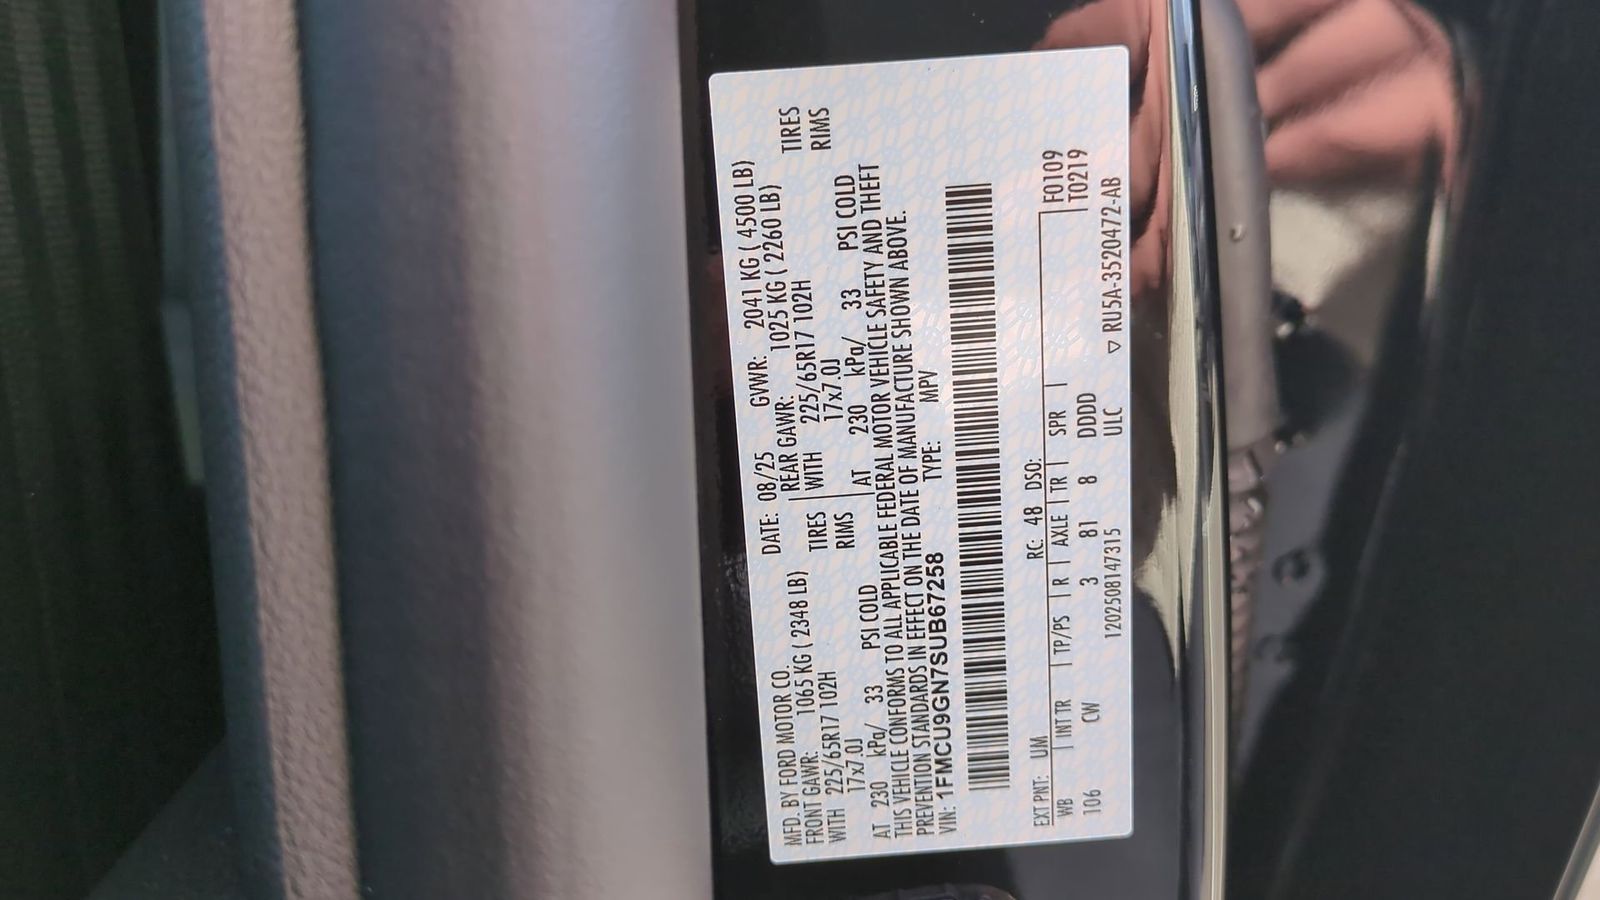 MFD. BY FORD MOTOR CO. DATE: 08/25 GVWR: 2041 KG ( 4500 LB)
FRONT GAWR: 1065 KG ( 2348 LB) REAR GAWR: 1025 KG ( 2260 LB)
WITH 225/65R17 102H TIRES WITH 225/65R17 102H TIRES
17x7.0J RIMS 17x7.0J RIMS
AT 230 kPa/ 33 PSI COLD AT 230 kPa/ 33 PSI COLD
THIS VEHICLE CONFORMS TO ALL APPLICABLE FEDERAL MOTOR VEHICLE SAFETY AND THEFT
PREVENTION STANDARDS IN EFFECT ON THE DATE OF MANUFACTURE SHOWN ABOVE.
VIN: 1FMCU9GN7SUB67258 TYPE: MPV
EXT PNT: UM RC: 48 DSO: F0109
WB INT TR TP/PS R AXLE TR SPR T0219
106 CW 3 81 8 DDDD
1202508147315 ULC ▽ RU5A-3520472-AB